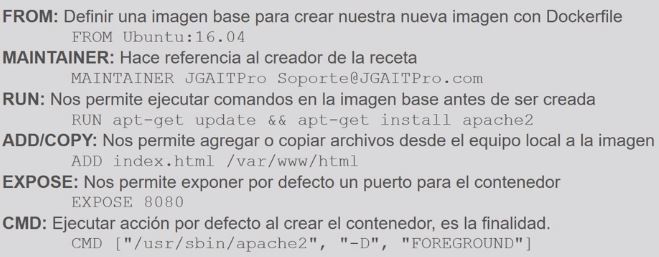 FROM: Definir una imagen base para crear nuestra nueva imagen con Dockerfile
FROM Ubuntu:16.04
MAINTAINER: Hace referencia al creador de la receta
MAINTAINER JGAITPro Soporte@JGAITPro.com
RUN: Nos permite ejecutar comandos en la imagen base antes de ser creada
RUN apt-get update && apt-get install apache2
ADD/COPY: Nos permite agregar o copiar archivos desde el equipo local a la imagen
ADD index.html /var/www/html
EXPOSE: Nos permite exponer por defecto un puerto para el contenedor
EXPOSE 8080
CMD: Ejecutar acción por defecto al crear el contenedor, es la finalidad.
CMD ["/usr/sbin/apache2", "-D", "FOREGROUND"]